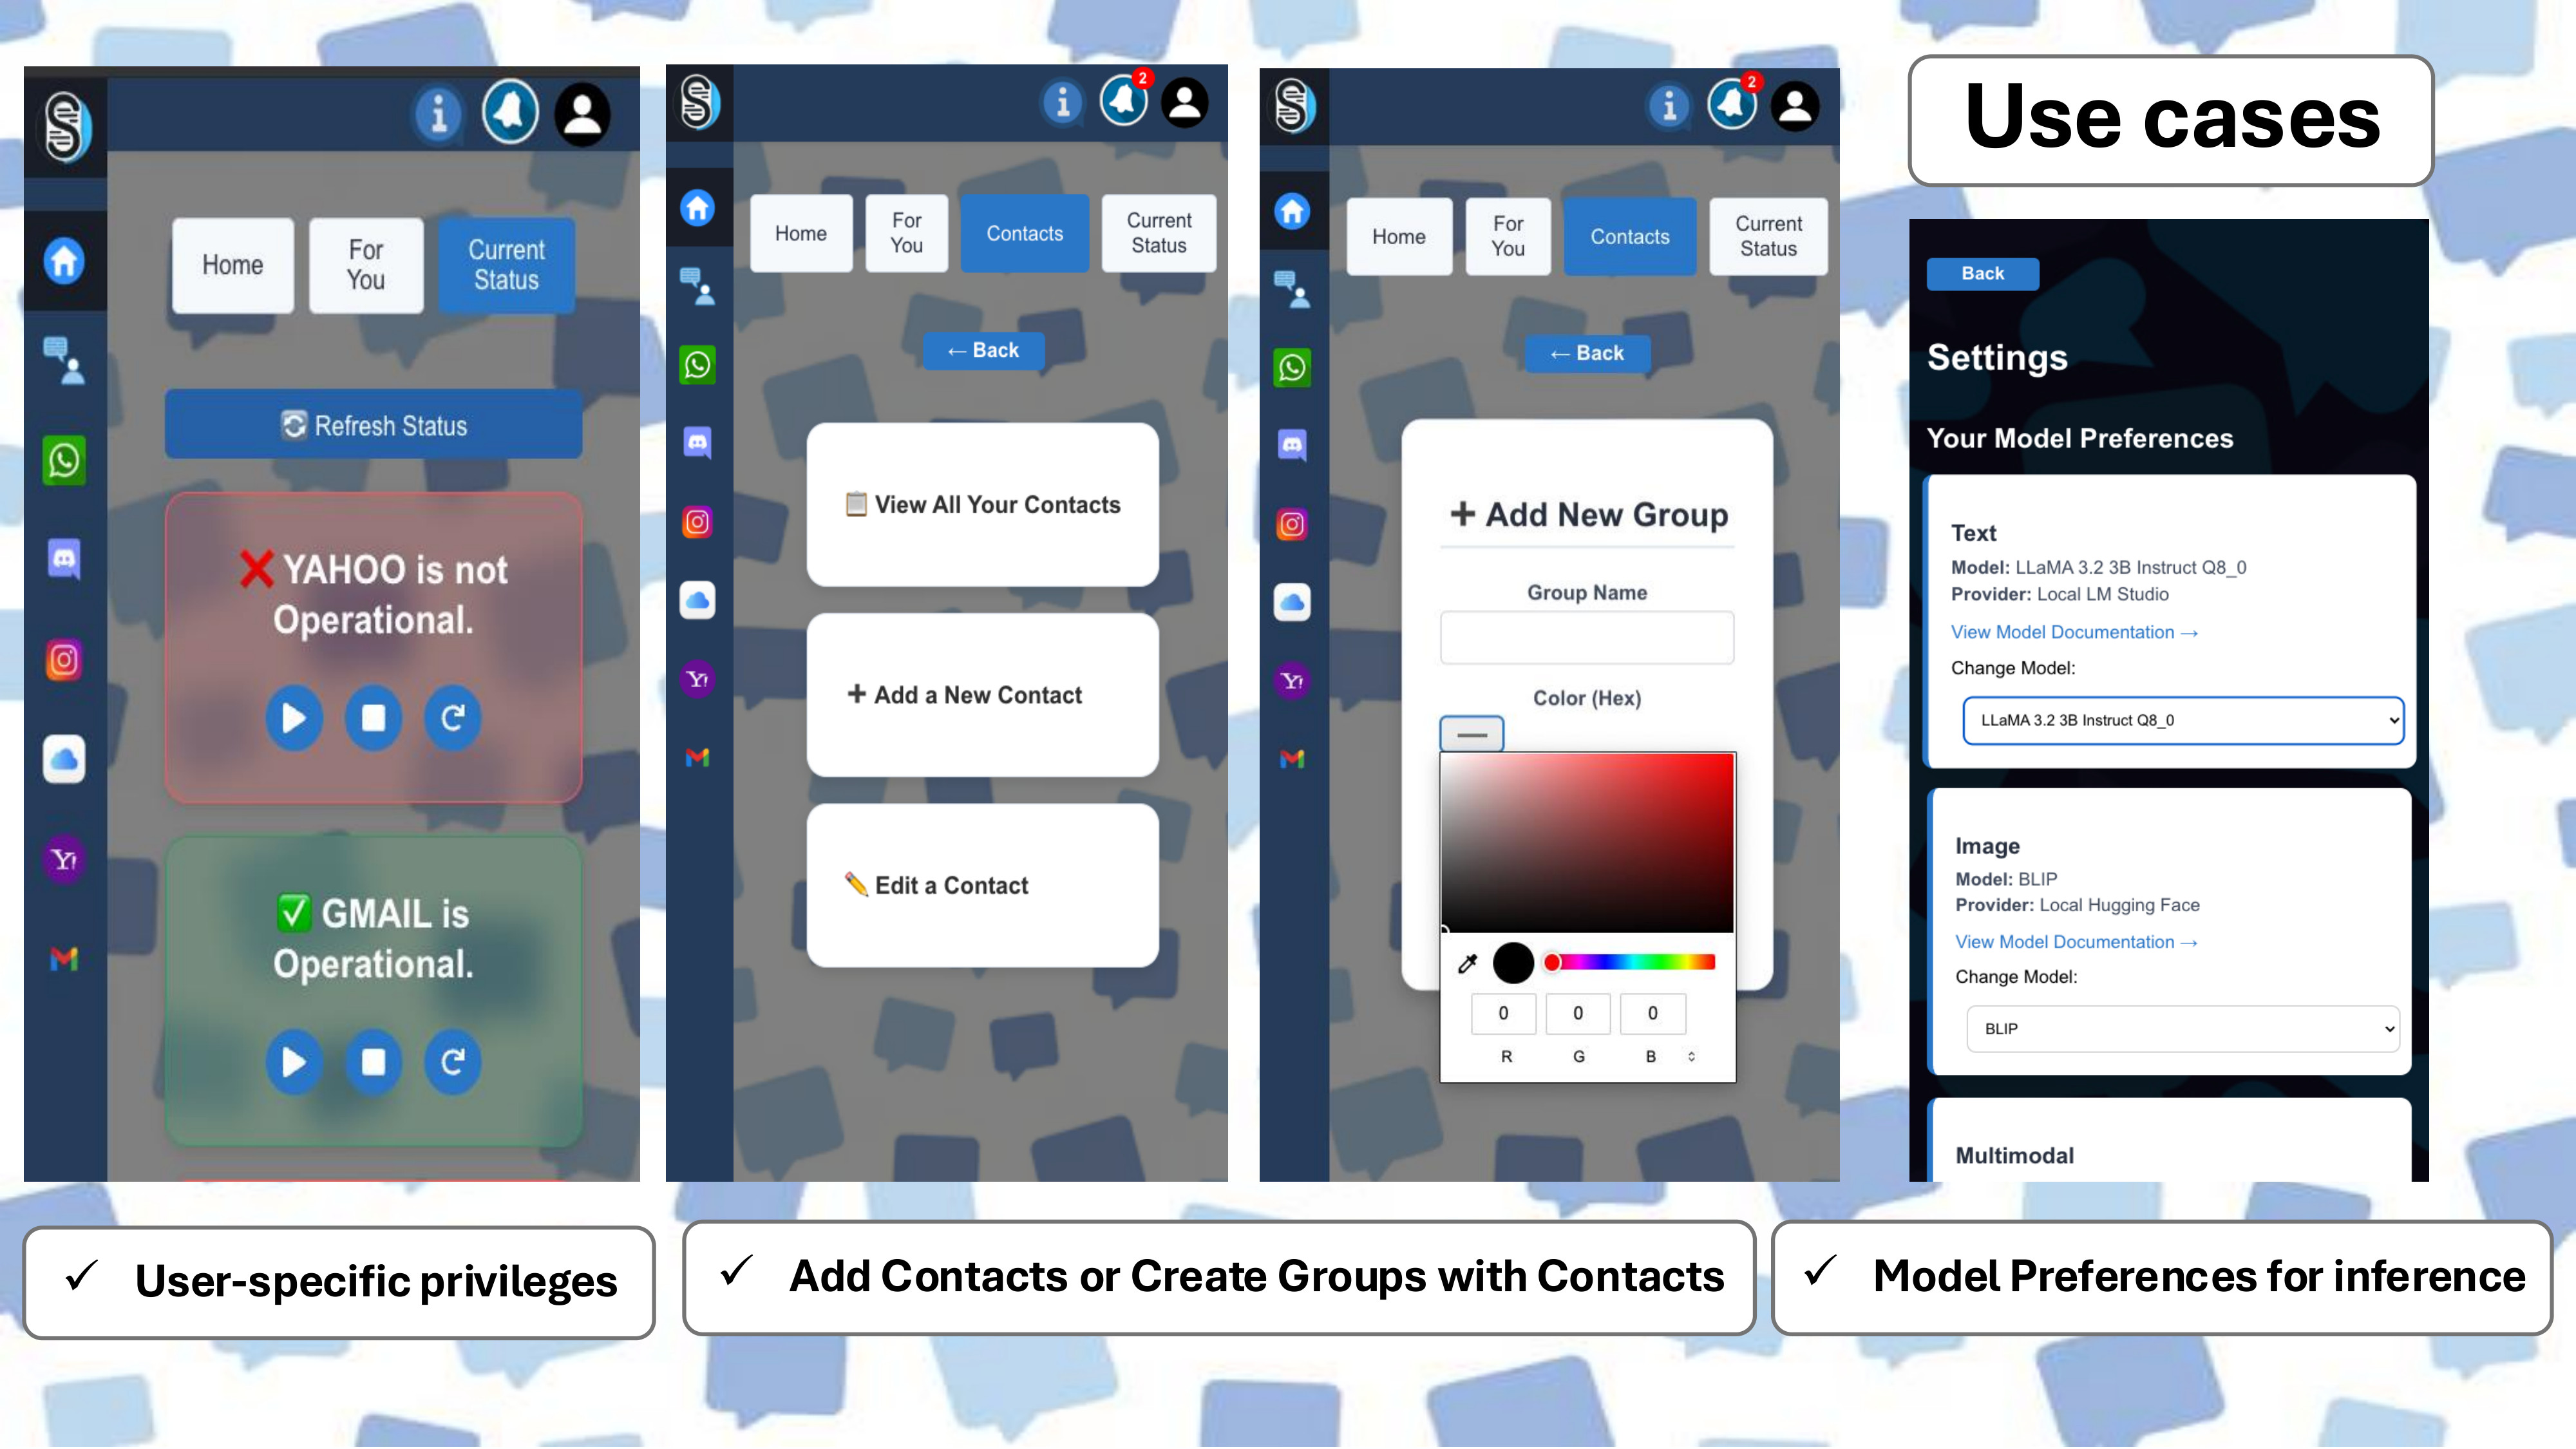 Use cases
Home
For
You
Current
Status
Refresh Status
❌ YAHOO is not
Operational.
✅ GMAIL is
Operational.
2
Home
For
You
Contacts
Current
Status
← Back
📋 View All Your Contacts
+ Add a New Contact
✏️ Edit a Contact
2
Home
For
You
Contacts
Current
Status
← Back
+ Add New Group
Group Name
Color (Hex)
0 0 0
R G B
Back
Settings
Your Model Preferences
Text
Model: LLaMA 3.2 3B Instruct Q8_0
Provider: Local LM Studio
View Model Documentation →
Change Model:
LLaMA 3.2 3B Instruct Q8_0
Image
Model: BLIP
Provider: Local Hugging Face
View Model Documentation →
Change Model:
BLIP
Multimodal
✓ User-specific privileges
✓ Add Contacts or Create Groups with Contacts
✓ Model Preferences for inference